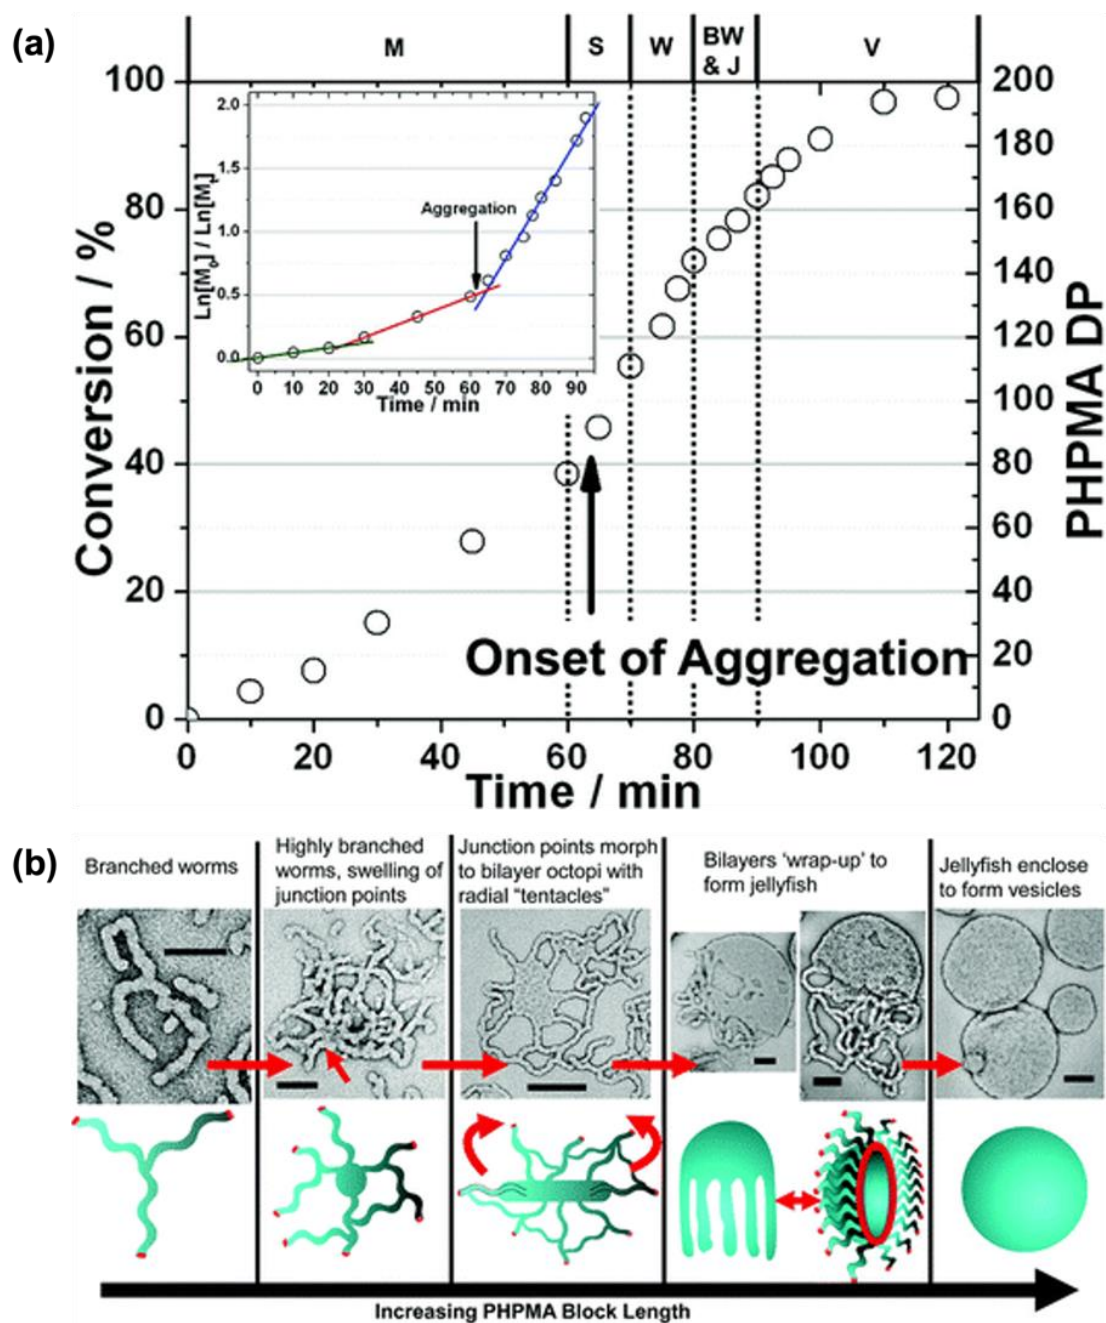 (a)
M
S
W
BW
& J
V
100
80
60
40
20
0
Conversion / %
200
180
160
140
120
100
80
60
40
20
0
PHPMA DP
2.0
1.5
1.0
0.5
0.0
Ln[M₀] / Ln[Mₜ]
Aggregation
0 10 20 30 40 50 60 70 80 90
Time / min
Onset of Aggregation
0 20 40 60 80 100 120
Time / min
(b)
Branched worms
Highly branched
worms, swelling of
junction points
Junction points morph
to bilayer octopi with
radial "tentacles"
Bilayers ‘wrap-up’ to
form jellyfish
Jellyfish enclose
to form vesicles
Increasing PHPMA Block Length